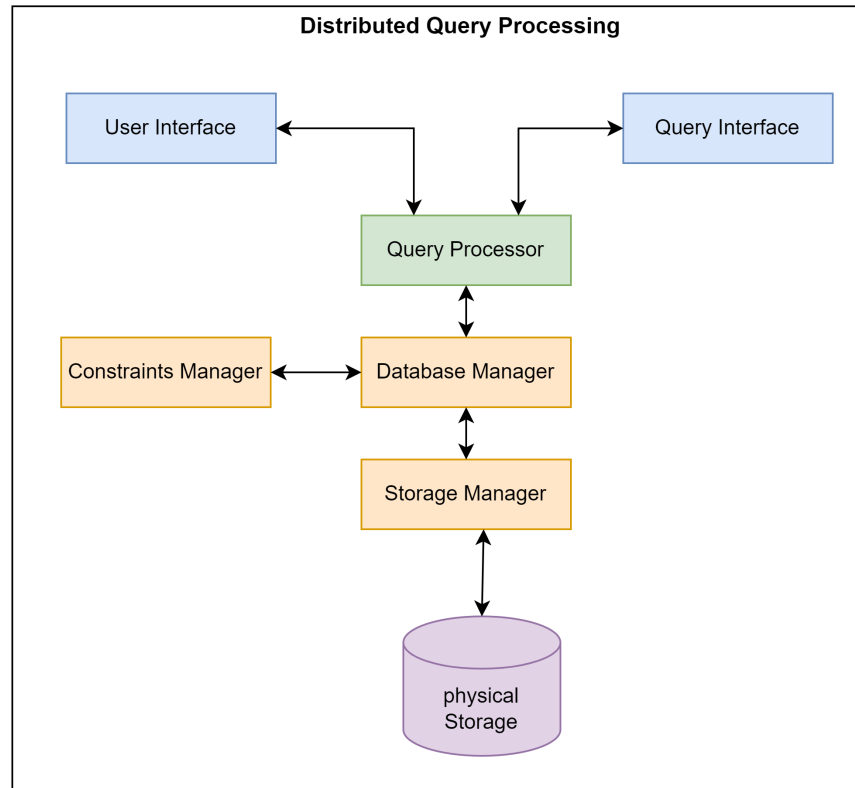 Distributed Query Processing
User Interface
Query Interface
Query Processor
Constraints Manager
Database Manager
Storage Manager
physical
Storage